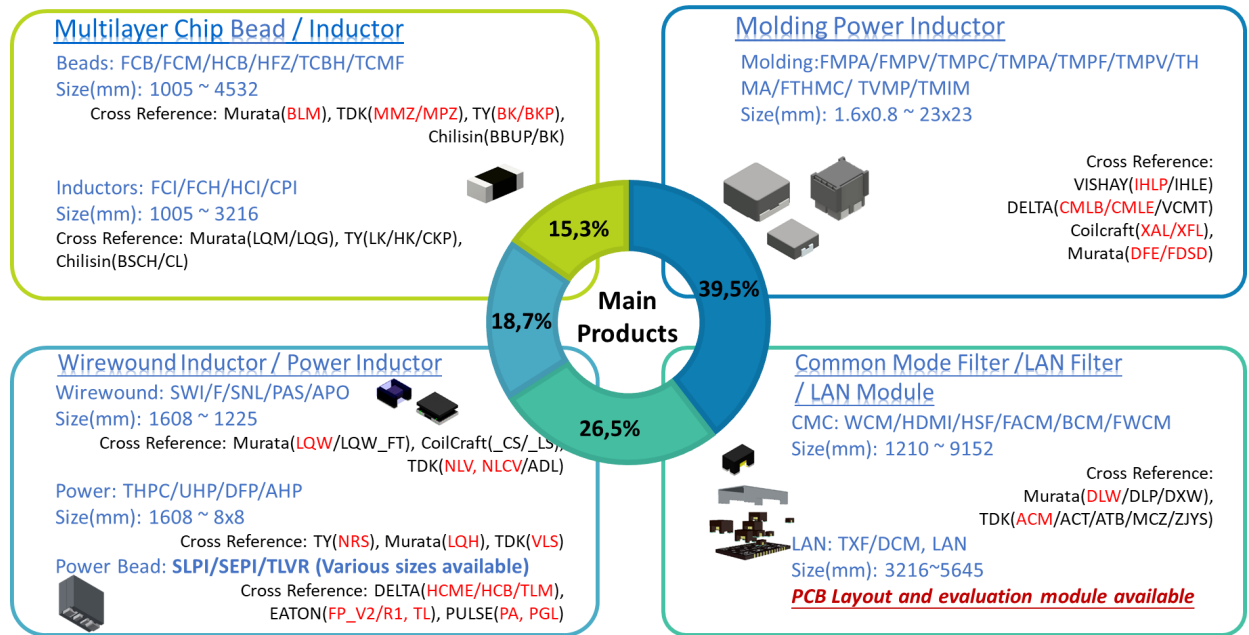 Multilayer Chip Bead / Inductor
Beads: FCB/FCM/HCB/HFZ/TCBH/TCMF
Size(mm): 1005 ~ 4532
Cross Reference: Murata(BLM), TDK(MMZ/MPZ), TY(BK/BKP),
Chilisin(BBUP/BK)
Inductors: FCI/FCH/HCI/CPI
Size(mm): 1005 ~ 3216
Cross Reference: Murata(LQM/LQG), TY(LK/HK/CKP),
Chilisin(BSCH/CL)
Molding Power Inductor
Molding:FMPA/FMPV/TMPC/TMPA/TMPF/TMPV/TH
MA/FTHMC/ TVMP/TMIM
Size(mm): 1.6x0.8 ~ 23x23
Cross Reference:
VISHAY(IHLP/IHLE)
DELTA(CMLB/CMLE/VCMT)
Coilcraft(XAL/XFL),
Murata(DFE/FDSD)
15,3%
39,5%
18,7%
26,5%
Main
Products
Wirewound Inductor / Power Inductor
Wirewound: SWI/F/SNL/PAS/APO
Size(mm): 1608 ~ 1225
Cross Reference: Murata(LQW/LQW_FT), CoilCraft(_CS/_LS),
TDK(NLV, NLCV/ADL)
Power: THPC/UHP/DFP/AHP
Size(mm): 1608 ~ 8x8
Cross Reference: TY(NRS), Murata(LQH), TDK(VLS)
Power Bead: SLPI/SEPI/TLVR (Various sizes available)
Cross Reference: DELTA(HCME/HCB/TLM),
EATON(FP_V2/R1, TL), PULSE(PA, PGL)
Common Mode Filter /LAN Filter
/ LAN Module
CMC: WCM/HDMI/HSF/FACM/BCM/FWCM
Size(mm): 1210 ~ 9152
Cross Reference:
Murata(DLW/DLP/DXW),
TDK(ACM/ACT/ATB/MCZ/ZJYS)
LAN: TXF/DCM, LAN
Size(mm): 3216~5645
PCB Layout and evaluation module available